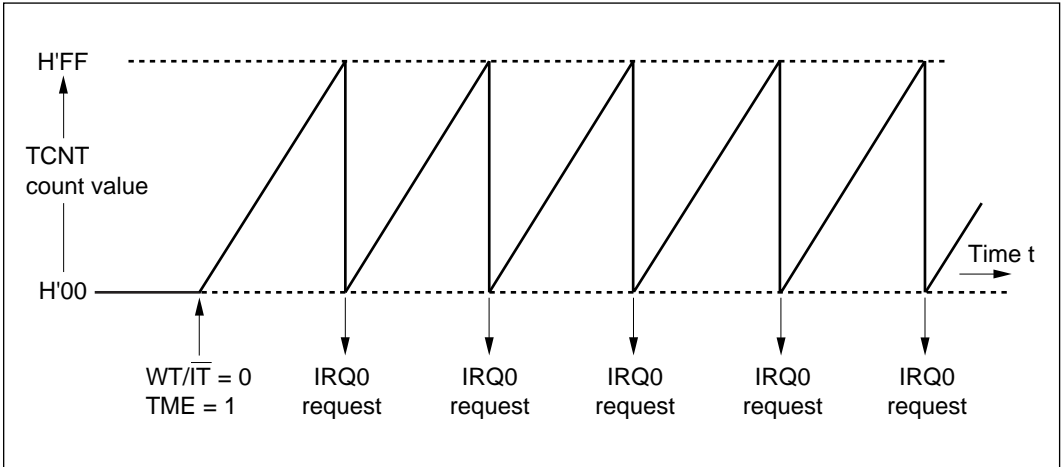 H'FF
TCNT
count value
H'00
Time t
WT/I̅T̅ = 0
TME = 1
IRQ0
request
IRQ0
request
IRQ0
request
IRQ0
request
IRQ0
request